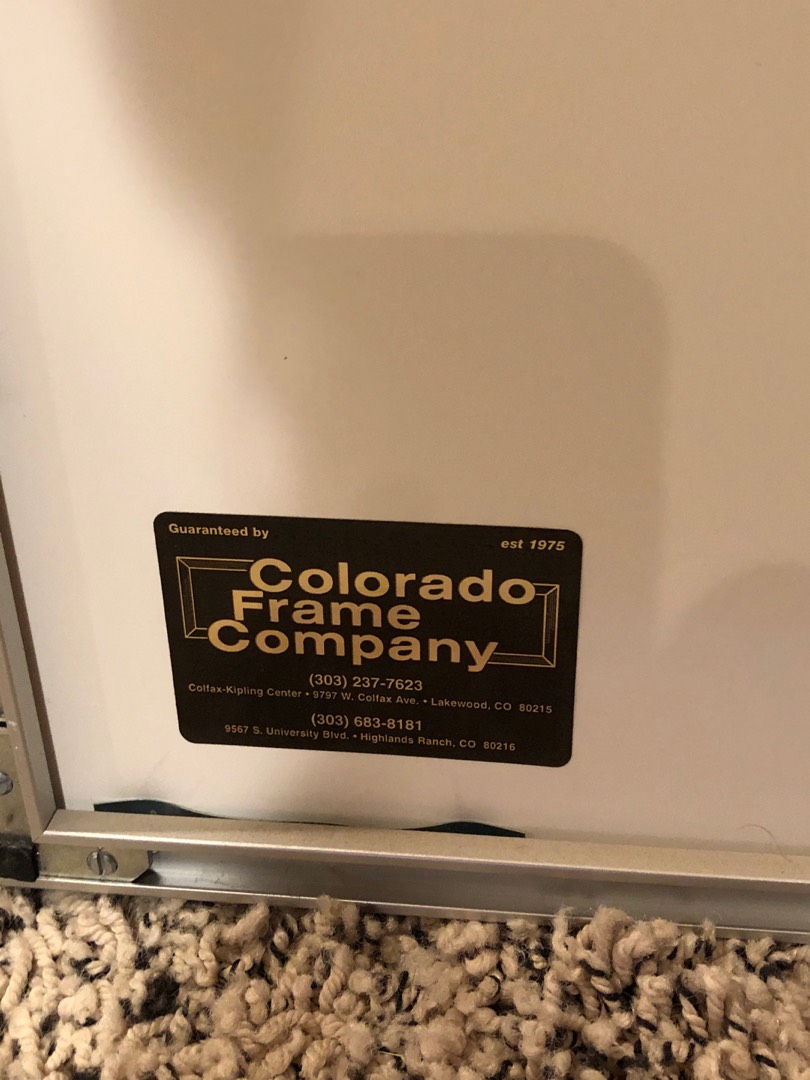 Guaranteed by
est 1975
Colorado
Frame
Company
(303) 237-7623
Colfax-Kipling Center • 9797 W. Colfax Ave. • Lakewood, CO 80215
(303) 683-8181
9567 S. University Blvd. • Highlands Ranch, CO 80216